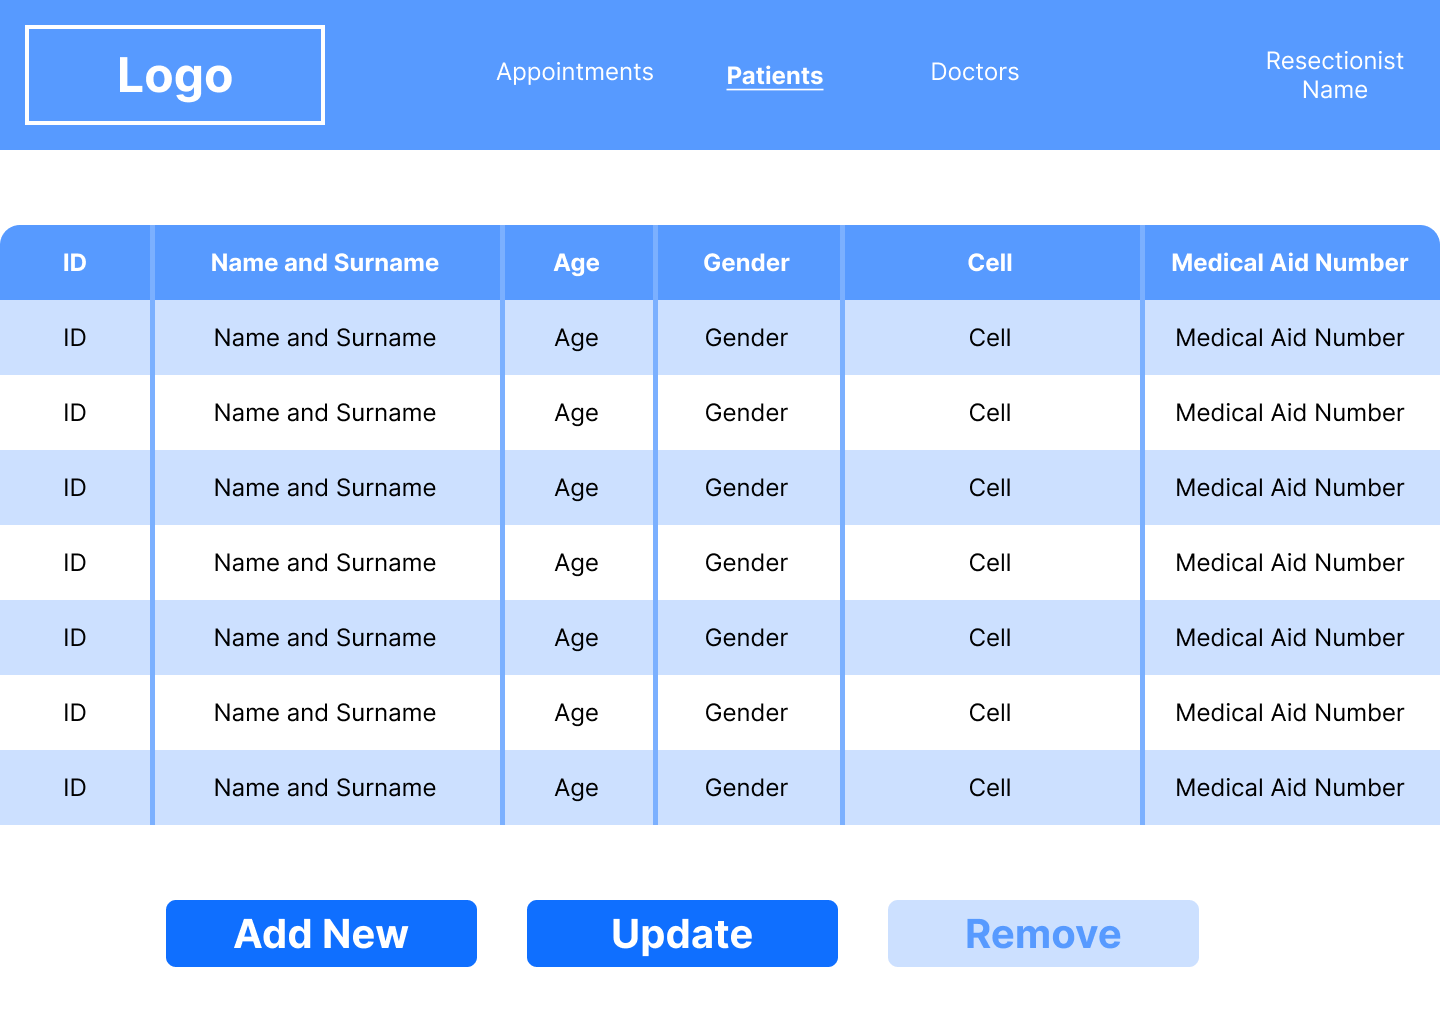 Logo
Appointments
Patients
Doctors
Resectionist
Name
ID Name and Surname Age Gender Cell Medical Aid Number
ID Name and Surname Age Gender Cell Medical Aid Number
ID Name and Surname Age Gender Cell Medical Aid Number
ID Name and Surname Age Gender Cell Medical Aid Number
ID Name and Surname Age Gender Cell Medical Aid Number
ID Name and Surname Age Gender Cell Medical Aid Number
ID Name and Surname Age Gender Cell Medical Aid Number
ID Name and Surname Age Gender Cell Medical Aid Number
Add New
Update
Remove